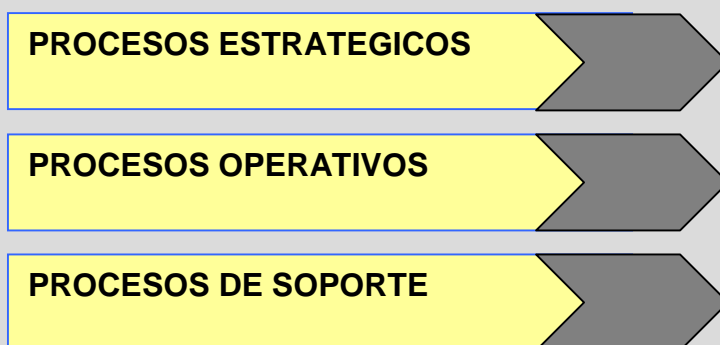 PROCESOS ESTRATEGICOS
PROCESOS OPERATIVOS
PROCESOS DE SOPORTE